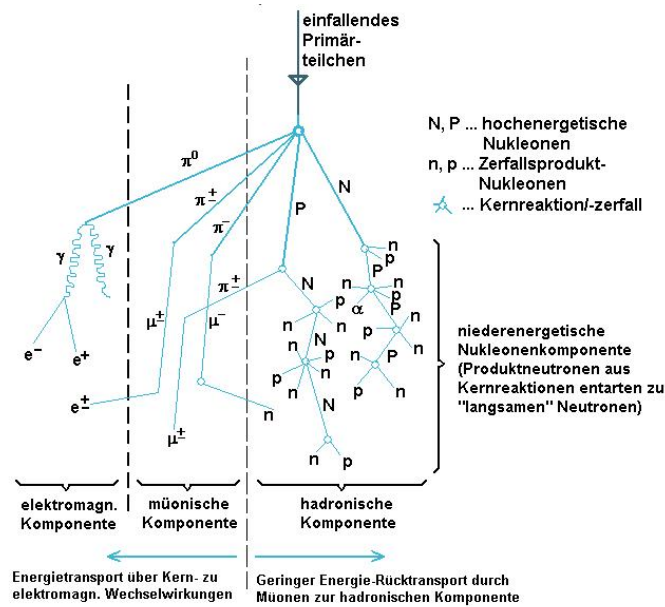 einfallendes
Primär-
teilchen
N, P ... hochenergetische
Nukleonen
n, p ... Zerfallsprodukt-
Nukleonen
... Kernreaktion/-zerfall
π⁰
π±
π⁻
P
N
γ γ
π±
μ±
μ⁻
e⁻
e⁺
e±
μ±
n
N
p
n
n
n
N
p
n
p
n
n
N
n
p
n
p
P
n
n
p
α
P
n
p
n
P
n
p
n
niederenergetische
Nukleonenkomponente
(Produktneutronen aus
Kernreaktionen entarten zu
"langsamen" Neutronen)
elektromagn.
Komponente
müonische
Komponente
hadronische
Komponente
Energietransport über Kern- zu
elektromagn. Wechselwirkungen
Geringer Energie-Rücktransport durch
Müonen zur hadronischen Komponente